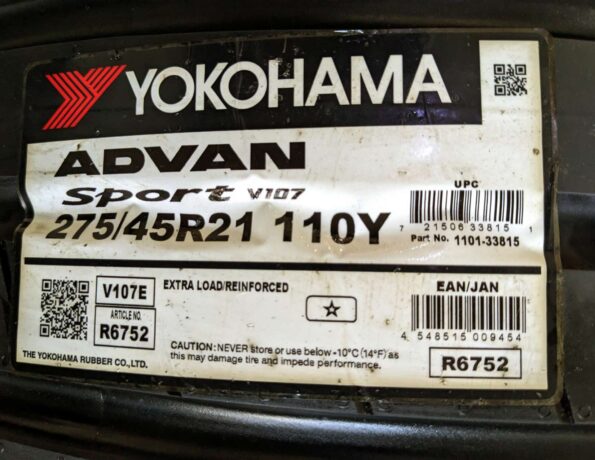 YOKOHAMA
ADVAN
Sport V107
275/45R21 110Y
UPC
7 21506 33815 1
Part No. 1101-33815
V107E
ARTICLE NO.
R6752
EXTRA LOAD/REINFORCED
EAN/JAN
4 548515 009454
R6752
CAUTION: NEVER store or use below -10°C (14°F) as
this may damage tire and impede performance.
THE YOKOHAMA RUBBER CO., LTD.